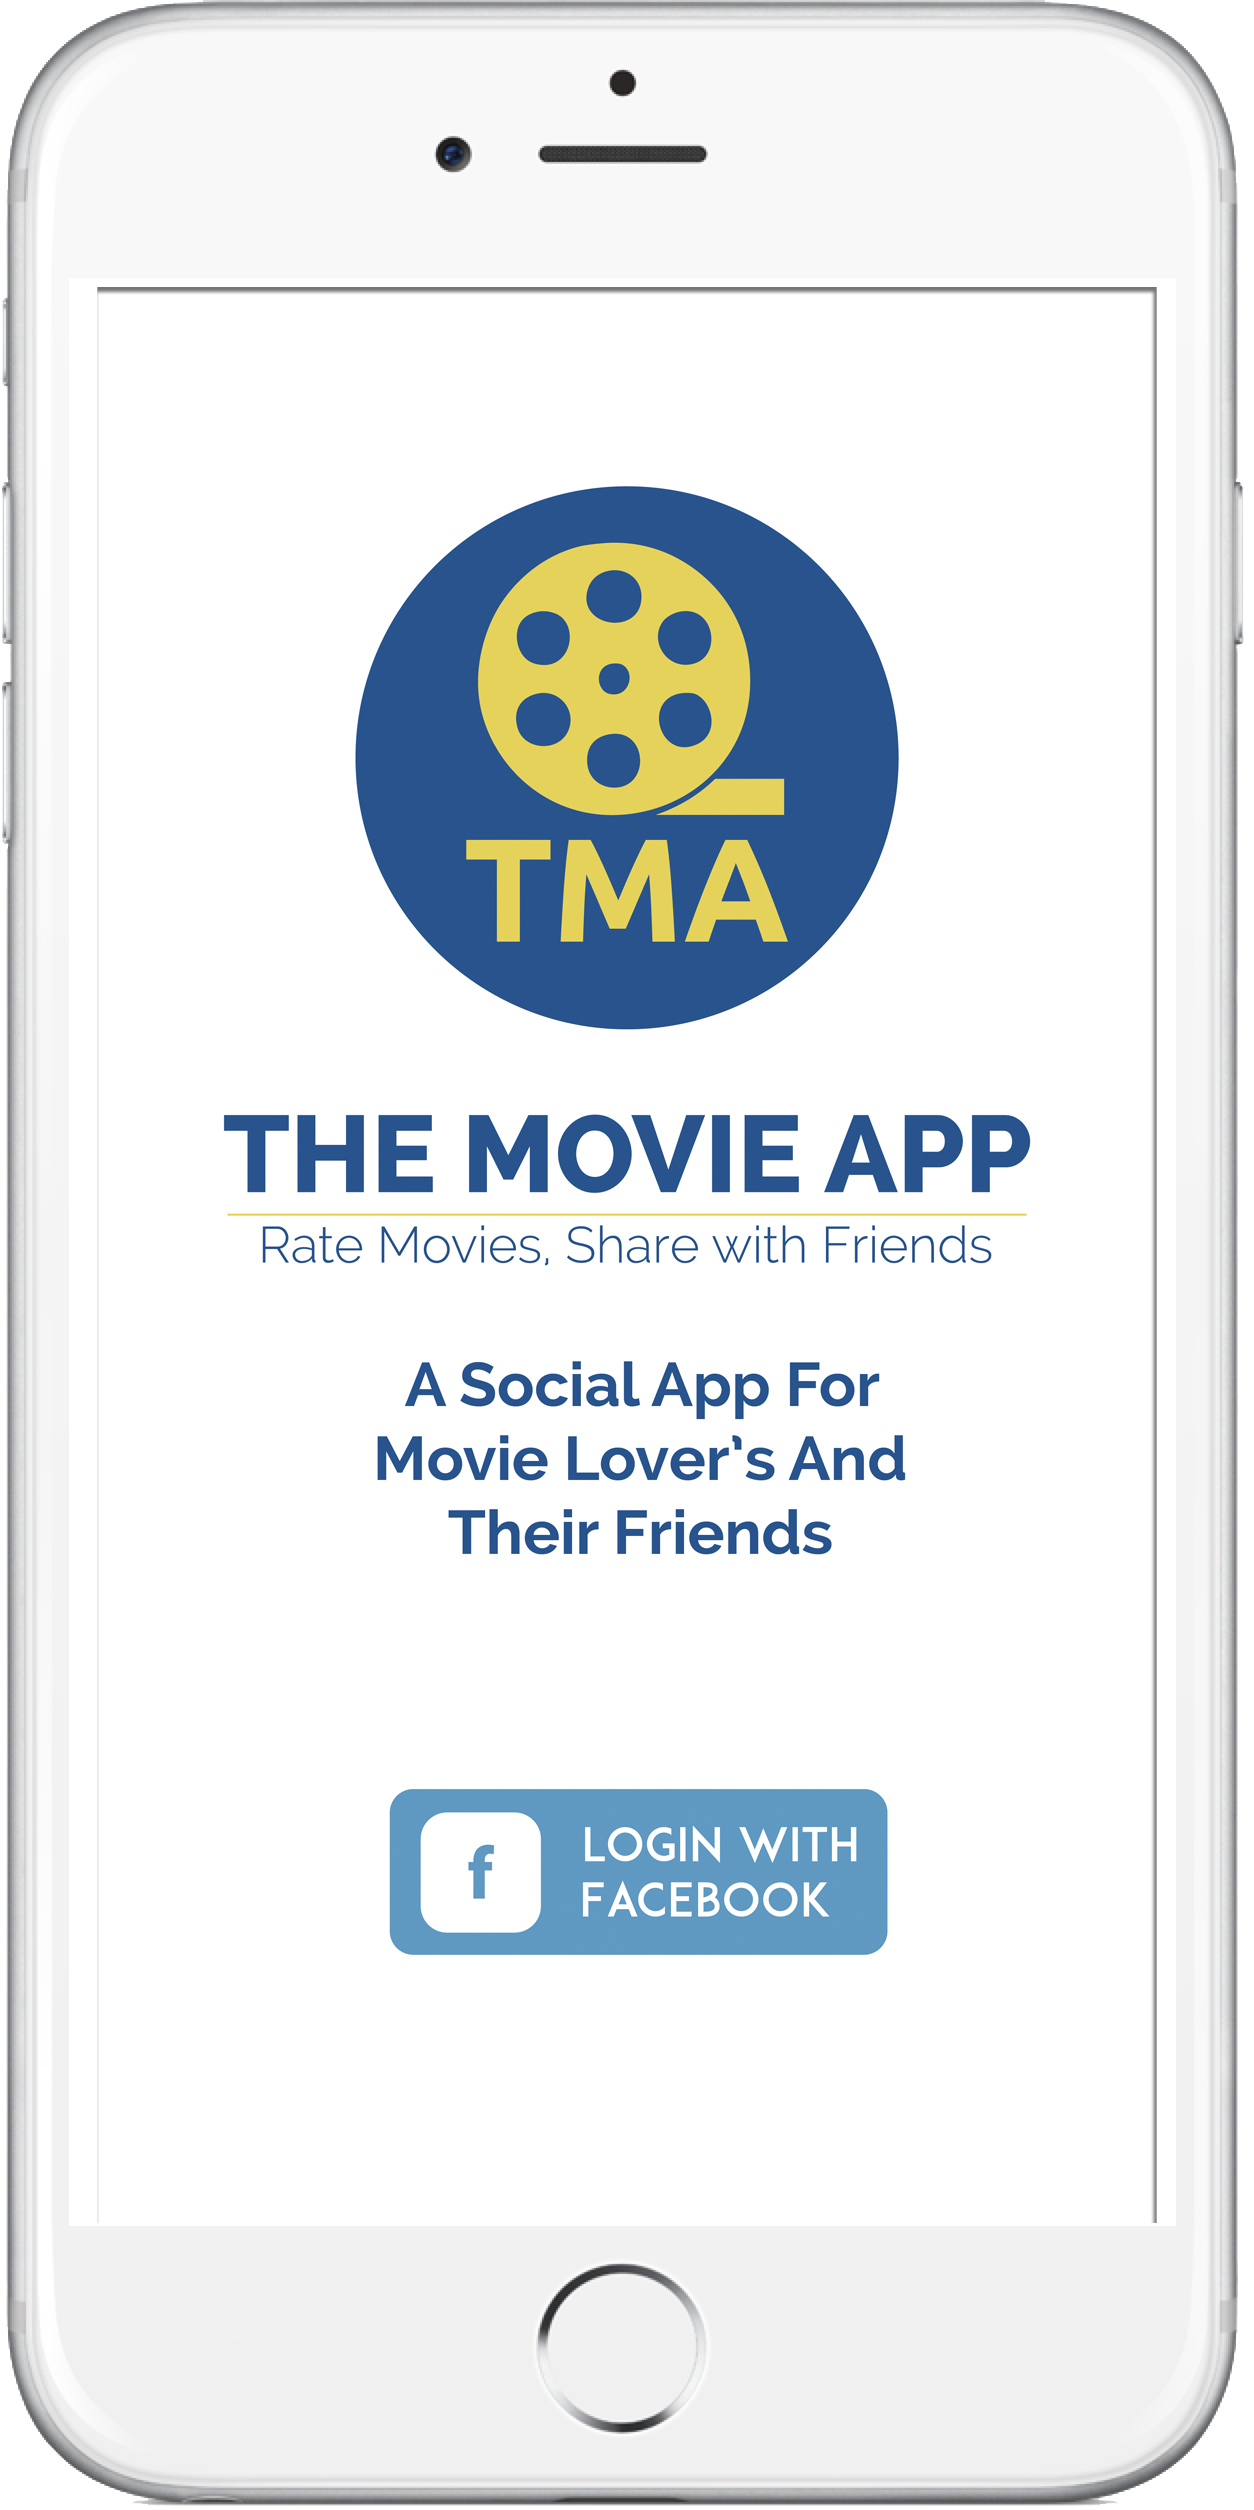 TMA
THE MOVIE APP
Rate Movies, Share with Friends
A Social App For
Movie Lover's And
Their Friends
f
LOGIN WITH
FACEBOOK